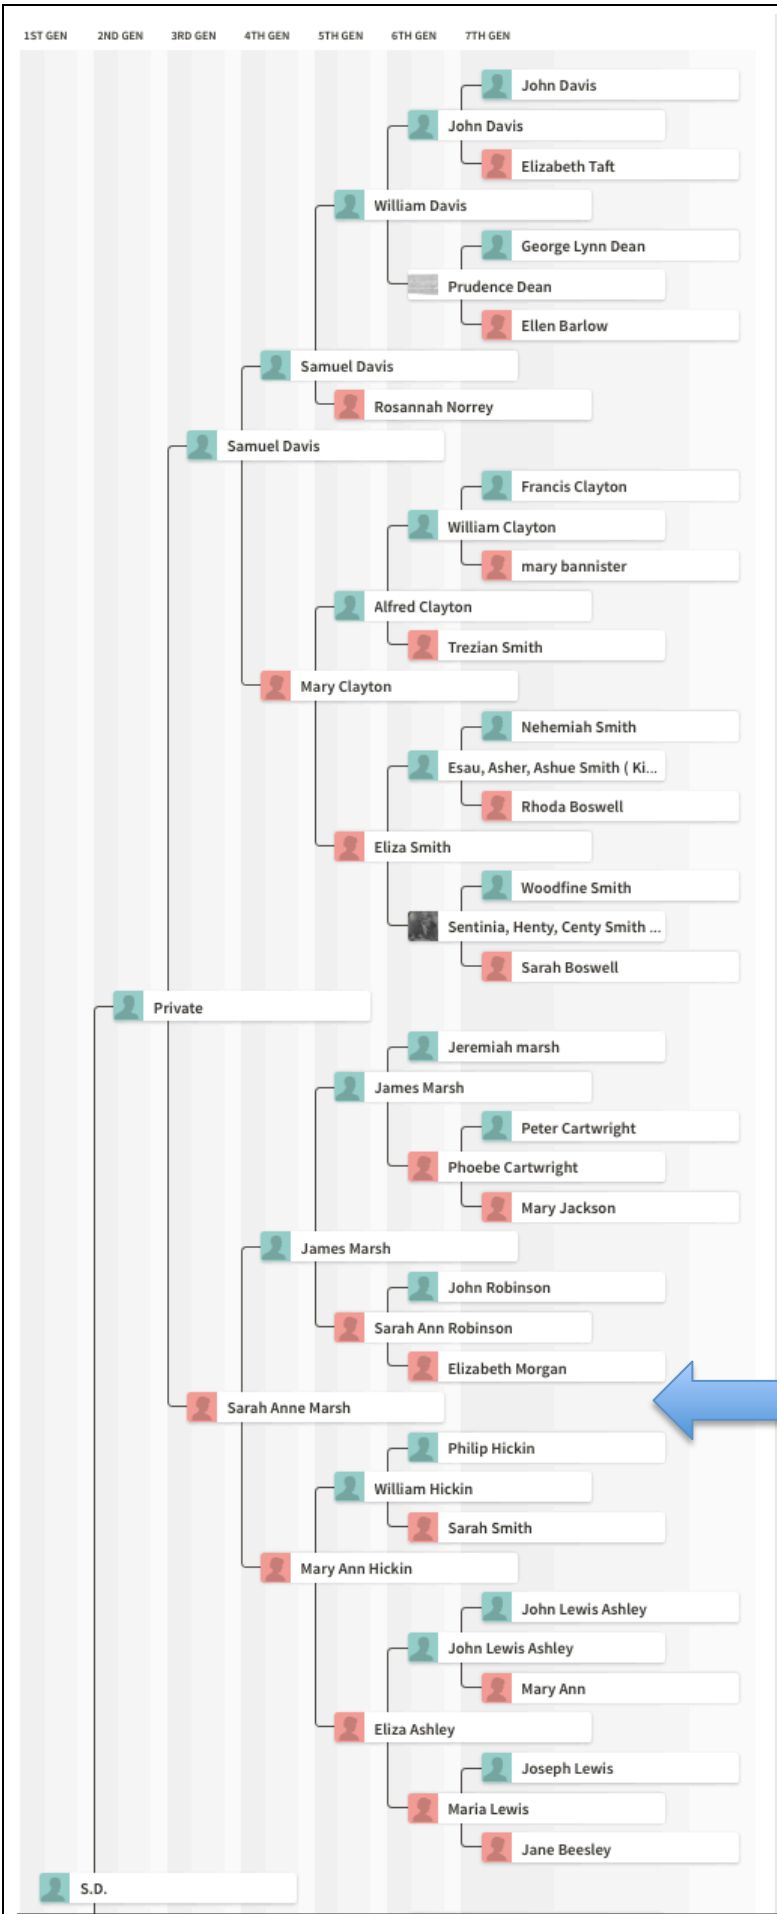 1ST GEN 2ND GEN 3RD GEN 4TH GEN 5TH GEN 6TH GEN 7TH GEN
John Davis
John Davis
Elizabeth Taft
William Davis
George Lynn Dean
Prudence Dean
Ellen Barlow
Samuel Davis
Rosannah Norrey
Samuel Davis
Francis Clayton
William Clayton
mary bannister
Alfred Clayton
Trezian Smith
Mary Clayton
Nehemiah Smith
Esau, Asher, Ashue Smith ( Ki...
Rhoda Boswell
Eliza Smith
Woodfine Smith
Sentinia, Henty, Centy Smith ...
Sarah Boswell
Private
Jeremiah marsh
James Marsh
Peter Cartwright
Phoebe Cartwright
Mary Jackson
James Marsh
John Robinson
Sarah Ann Robinson
Elizabeth Morgan
Sarah Anne Marsh
Philip Hickin
William Hickin
Sarah Smith
Mary Ann Hickin
John Lewis Ashley
John Lewis Ashley
Mary Ann
Eliza Ashley
Joseph Lewis
Maria Lewis
Jane Beesley
S.D.